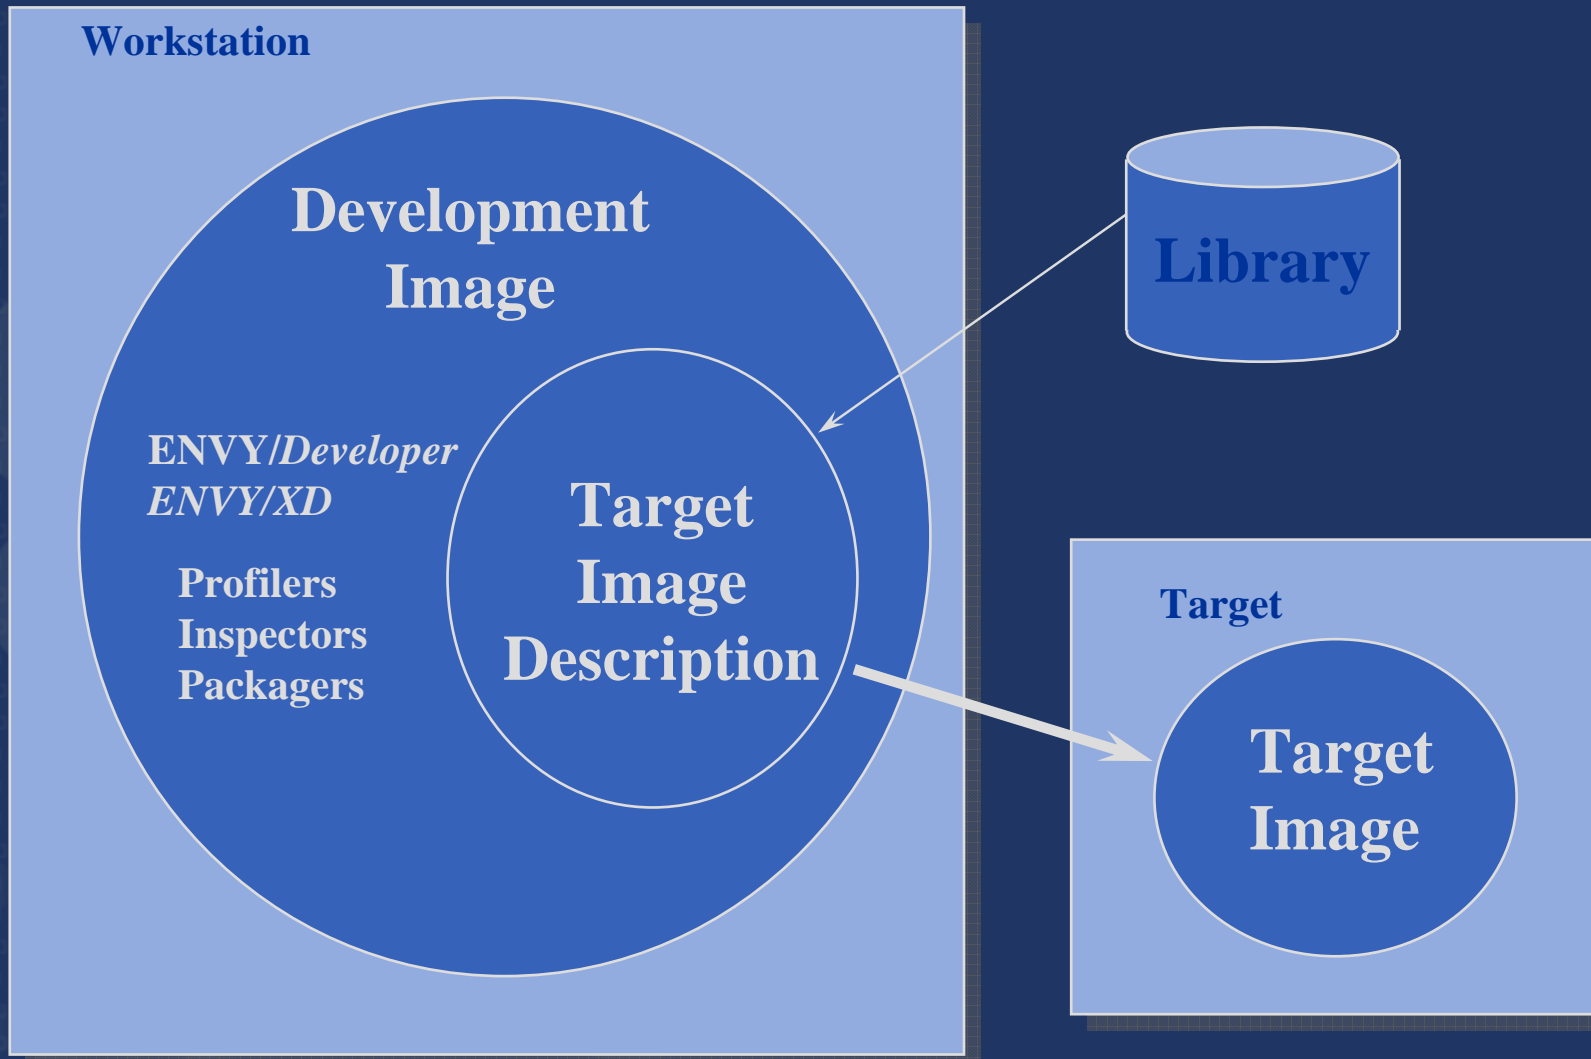 Workstation
Development
Image
ENVY/Developer
ENVY/XD
Profilers
Inspectors
Packagers
Target
Image
Description
Library
Target
Target
Image